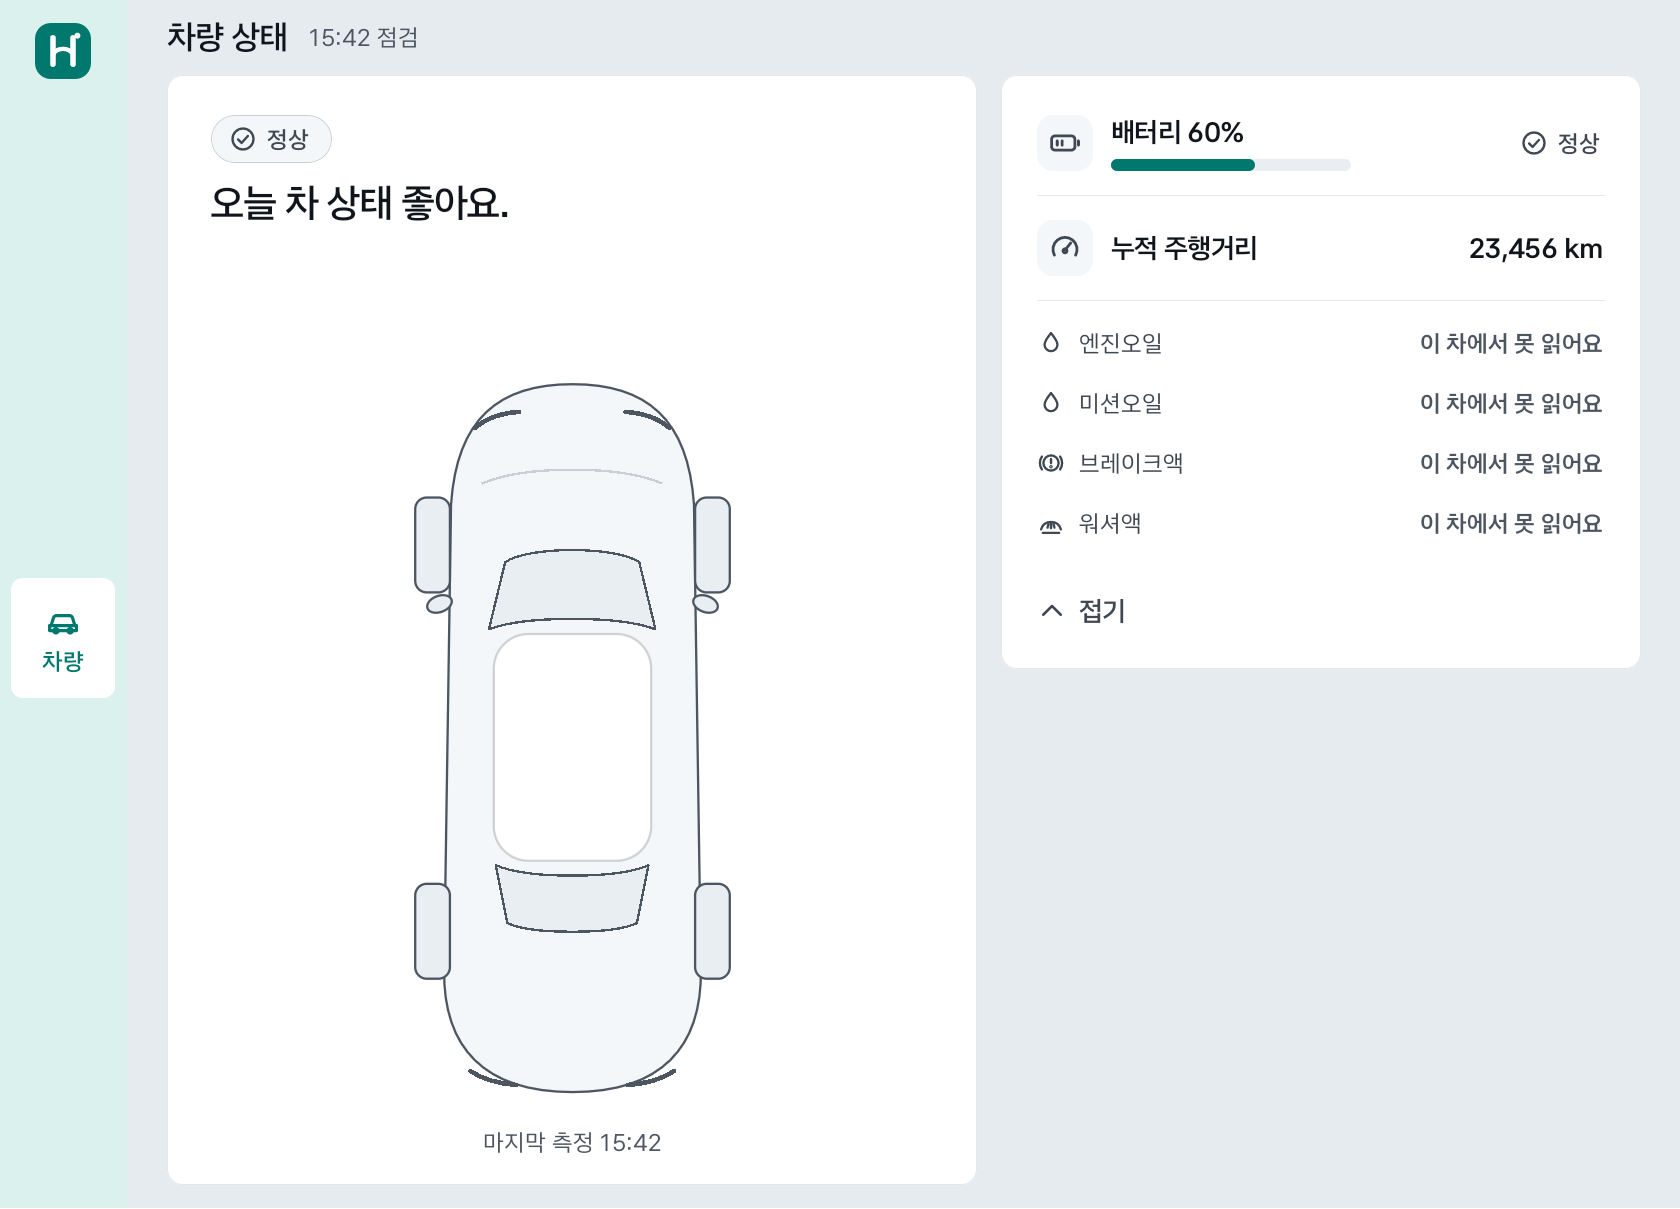 차량 상태 15:42 점검
정상
오늘 차 상태 좋아요.
마지막 측정 15:42
배터리 60%
정상
누적 주행거리 23,456 km
엔진오일 이 차에서 못 읽어요
미션오일 이 차에서 못 읽어요
브레이크액 이 차에서 못 읽어요
워셔액 이 차에서 못 읽어요
접기
차량